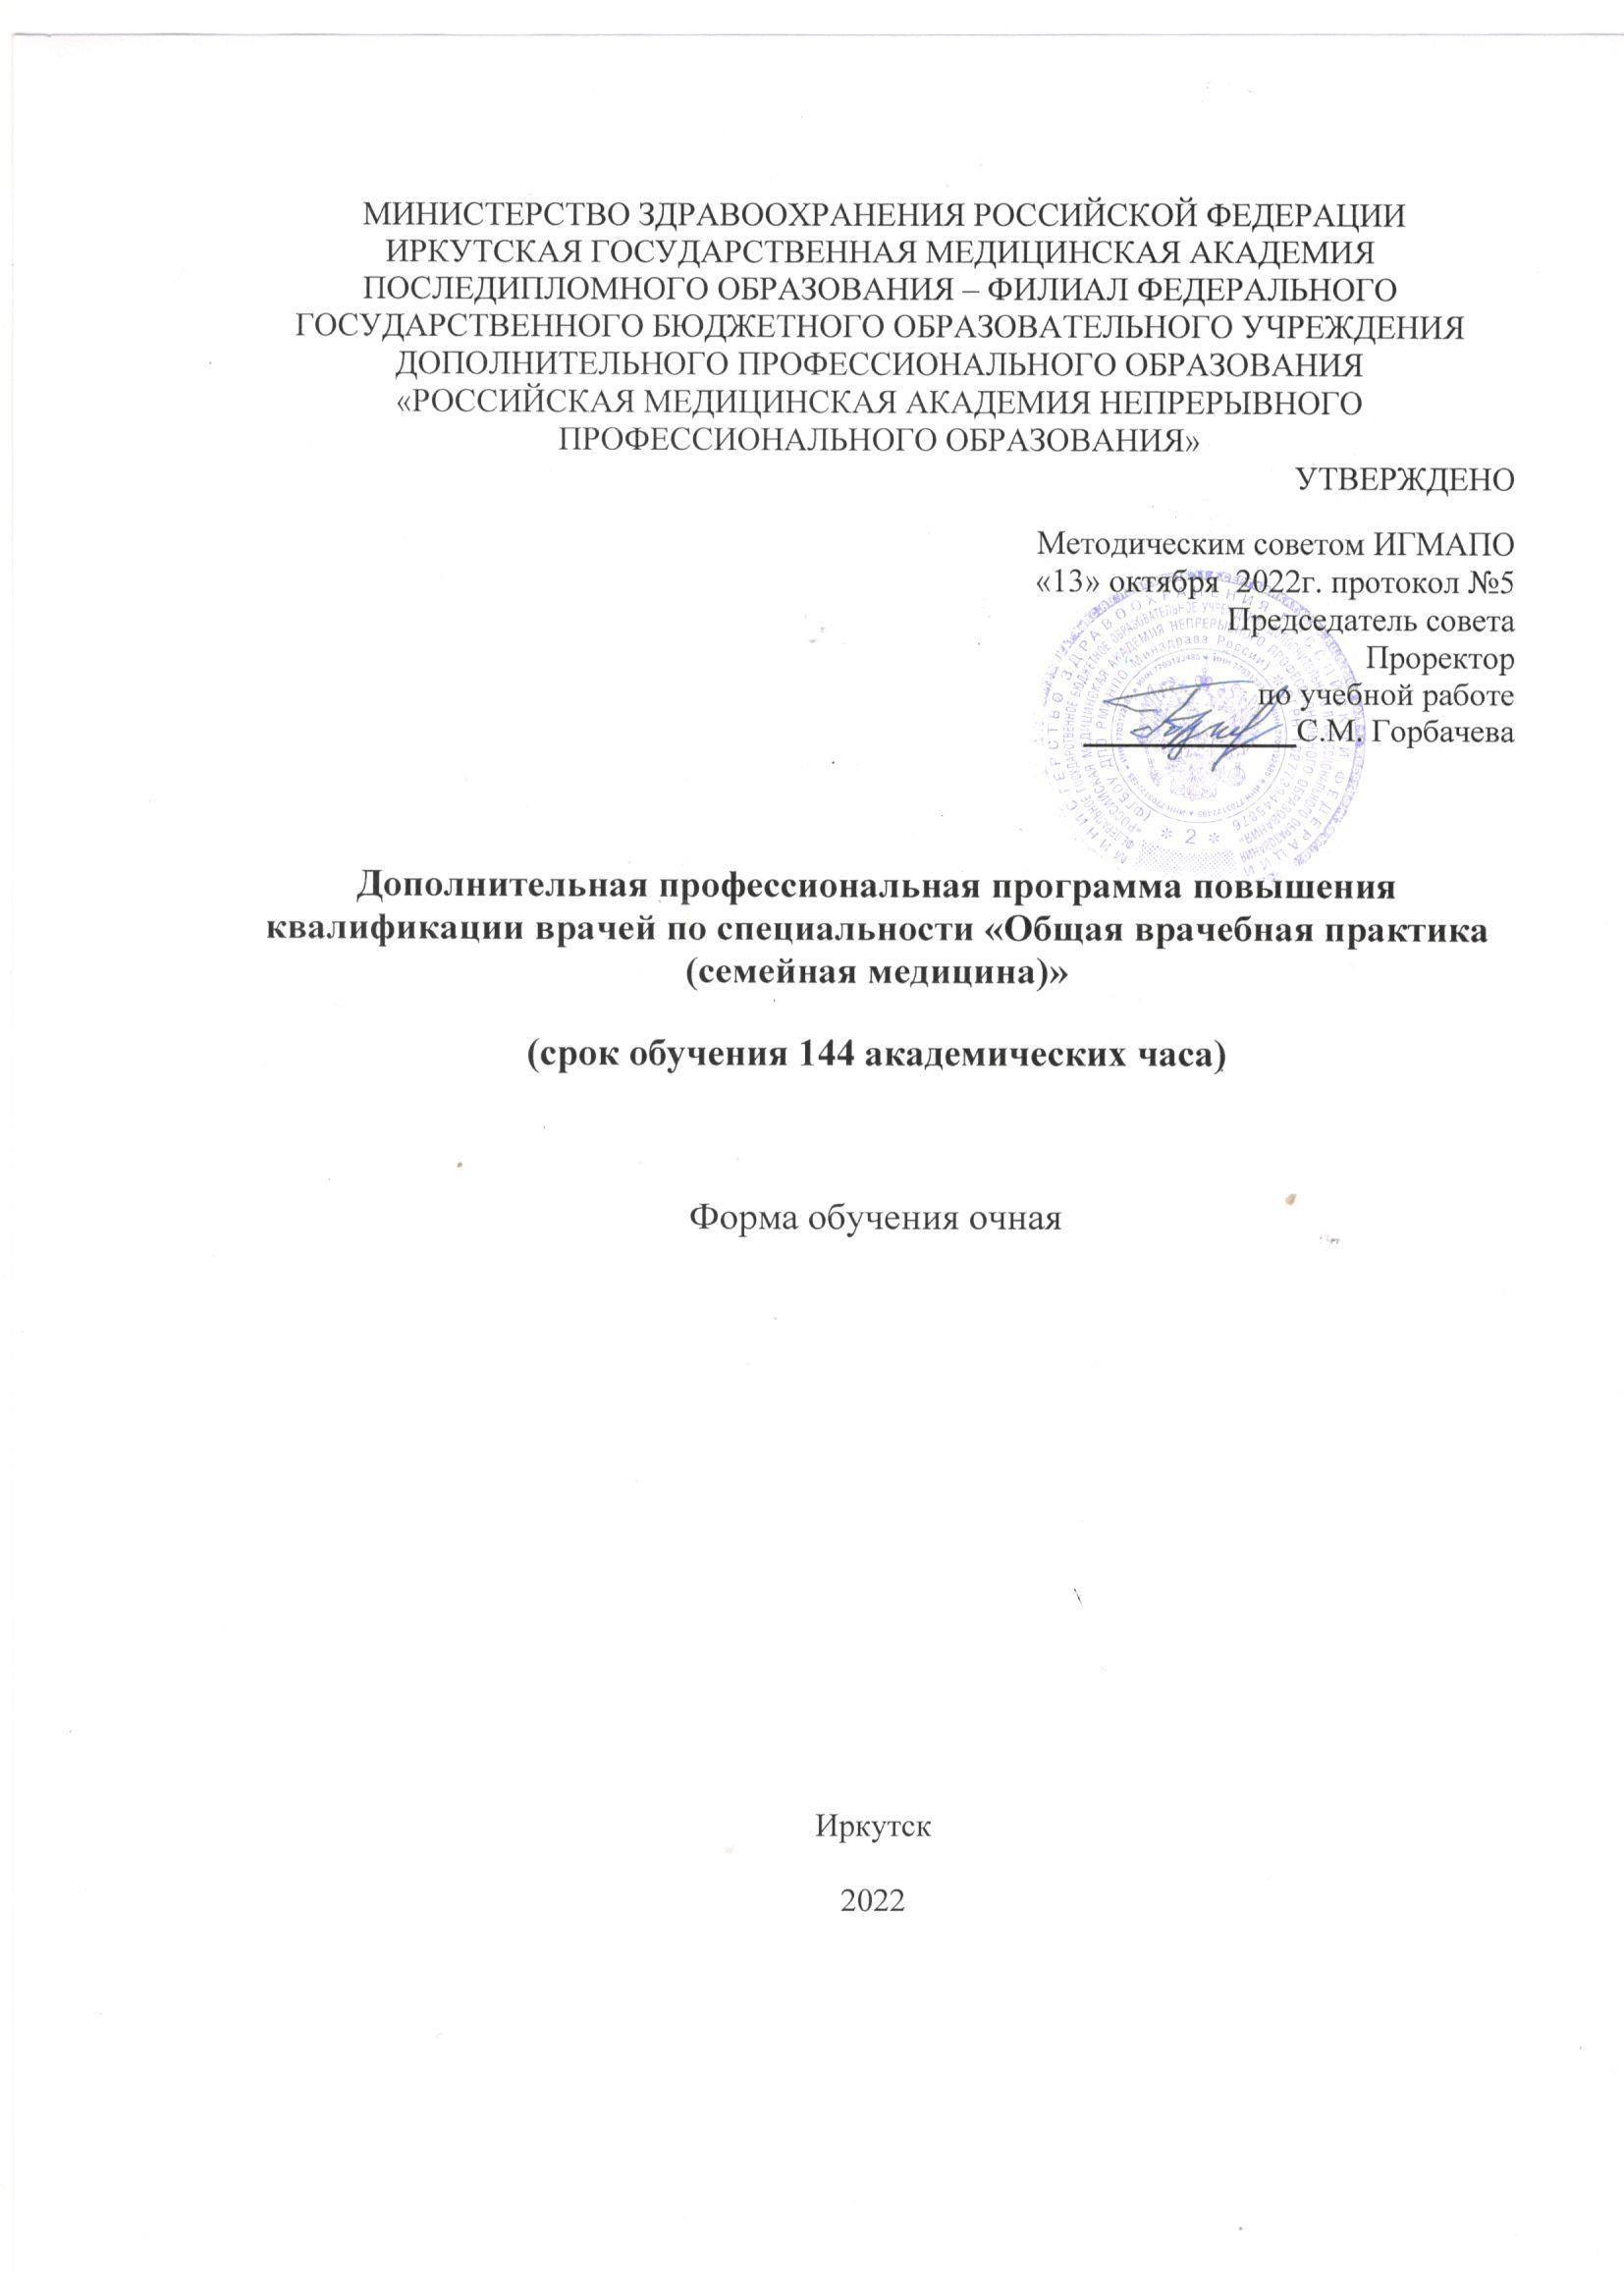 МИНИСТЕРСТВО ЗДРАВООХРАНЕНИЯ РОССИЙСКОЙ ФЕДЕРАЦИИ
ИРКУТСКАЯ ГОСУДАРСТВЕННАЯ МЕДИЦИНСКАЯ АКАДЕМИЯ
ПОСЛЕДИПЛОМНОГО ОБРАЗОВАНИЯ – ФИЛИАЛ ФЕДЕРАЛЬНОГО
ГОСУДАРСТВЕННОГО БЮДЖЕТНОГО ОБРАЗОВАТЕЛЬНОГО УЧРЕЖДЕНИЯ
ДОПОЛНИТЕЛЬНОГО ПРОФЕССИОНАЛЬНОГО ОБРАЗОВАНИЯ
«РОССИЙСКАЯ МЕДИЦИНСКАЯ АКАДЕМИЯ НЕПРЕРЫВНОГО
ПРОФЕССИОНАЛЬНОГО ОБРАЗОВАНИЯ»
УТВЕРЖДЕНО
Методическим советом ИГМАПО
«13» октября 2022г. протокол №5
Председатель совета
Проректор
по учебной работе
С.М. Горбачева
* 2 *
Дополнительная профессиональная программа повышения
квалификации врачей по специальности «Общая врачебная практика
(семейная медицина)»
(срок обучения 144 академических часа)
Форма обучения очная
Иркутск
2022